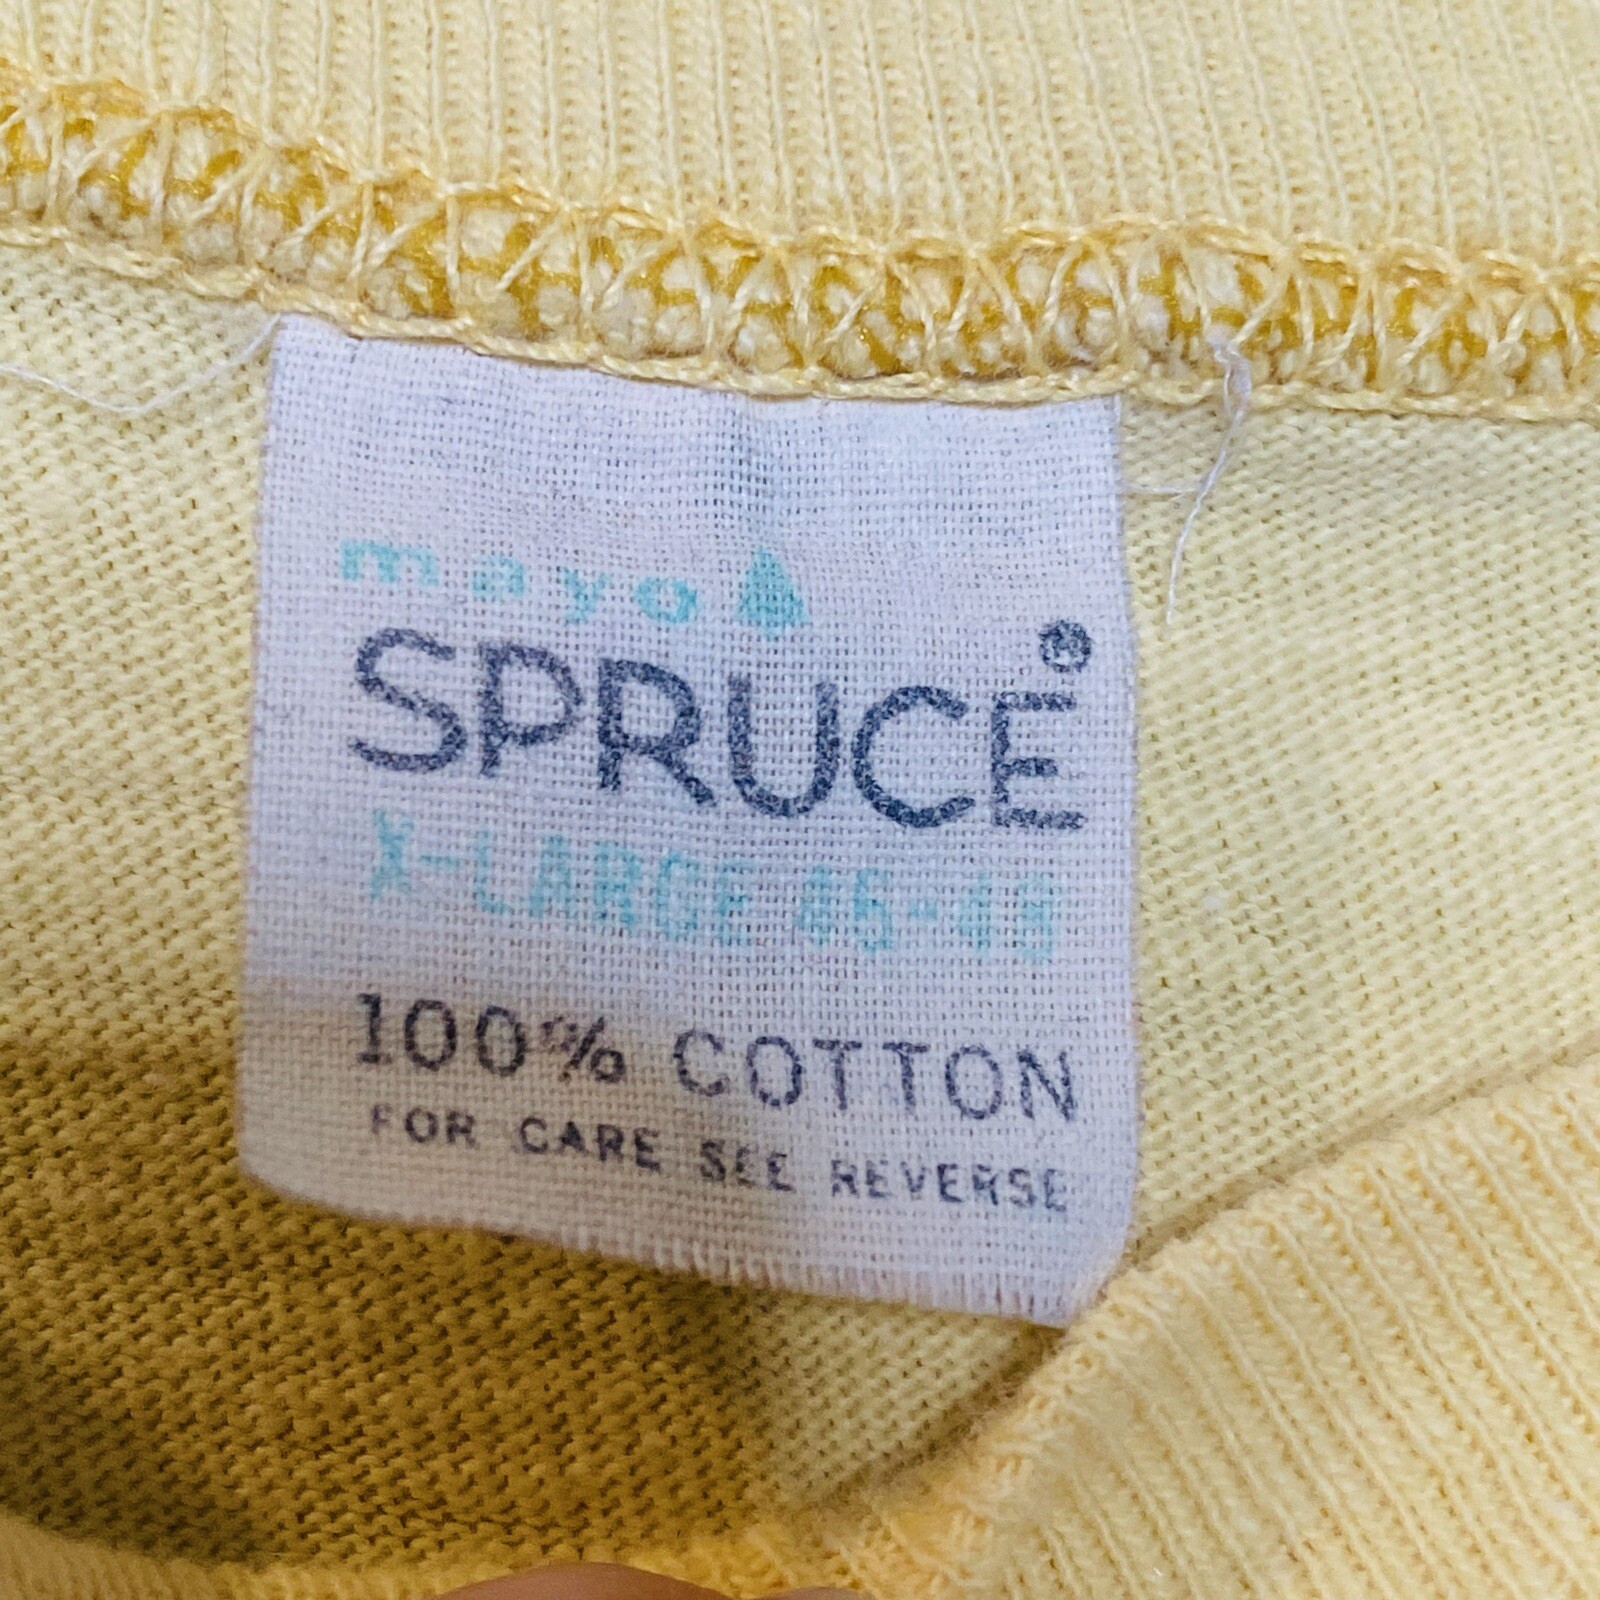 mayo
SPRUCE®
X-LARGE 46-48
100% COTTON
FOR CARE SEE REVERSE